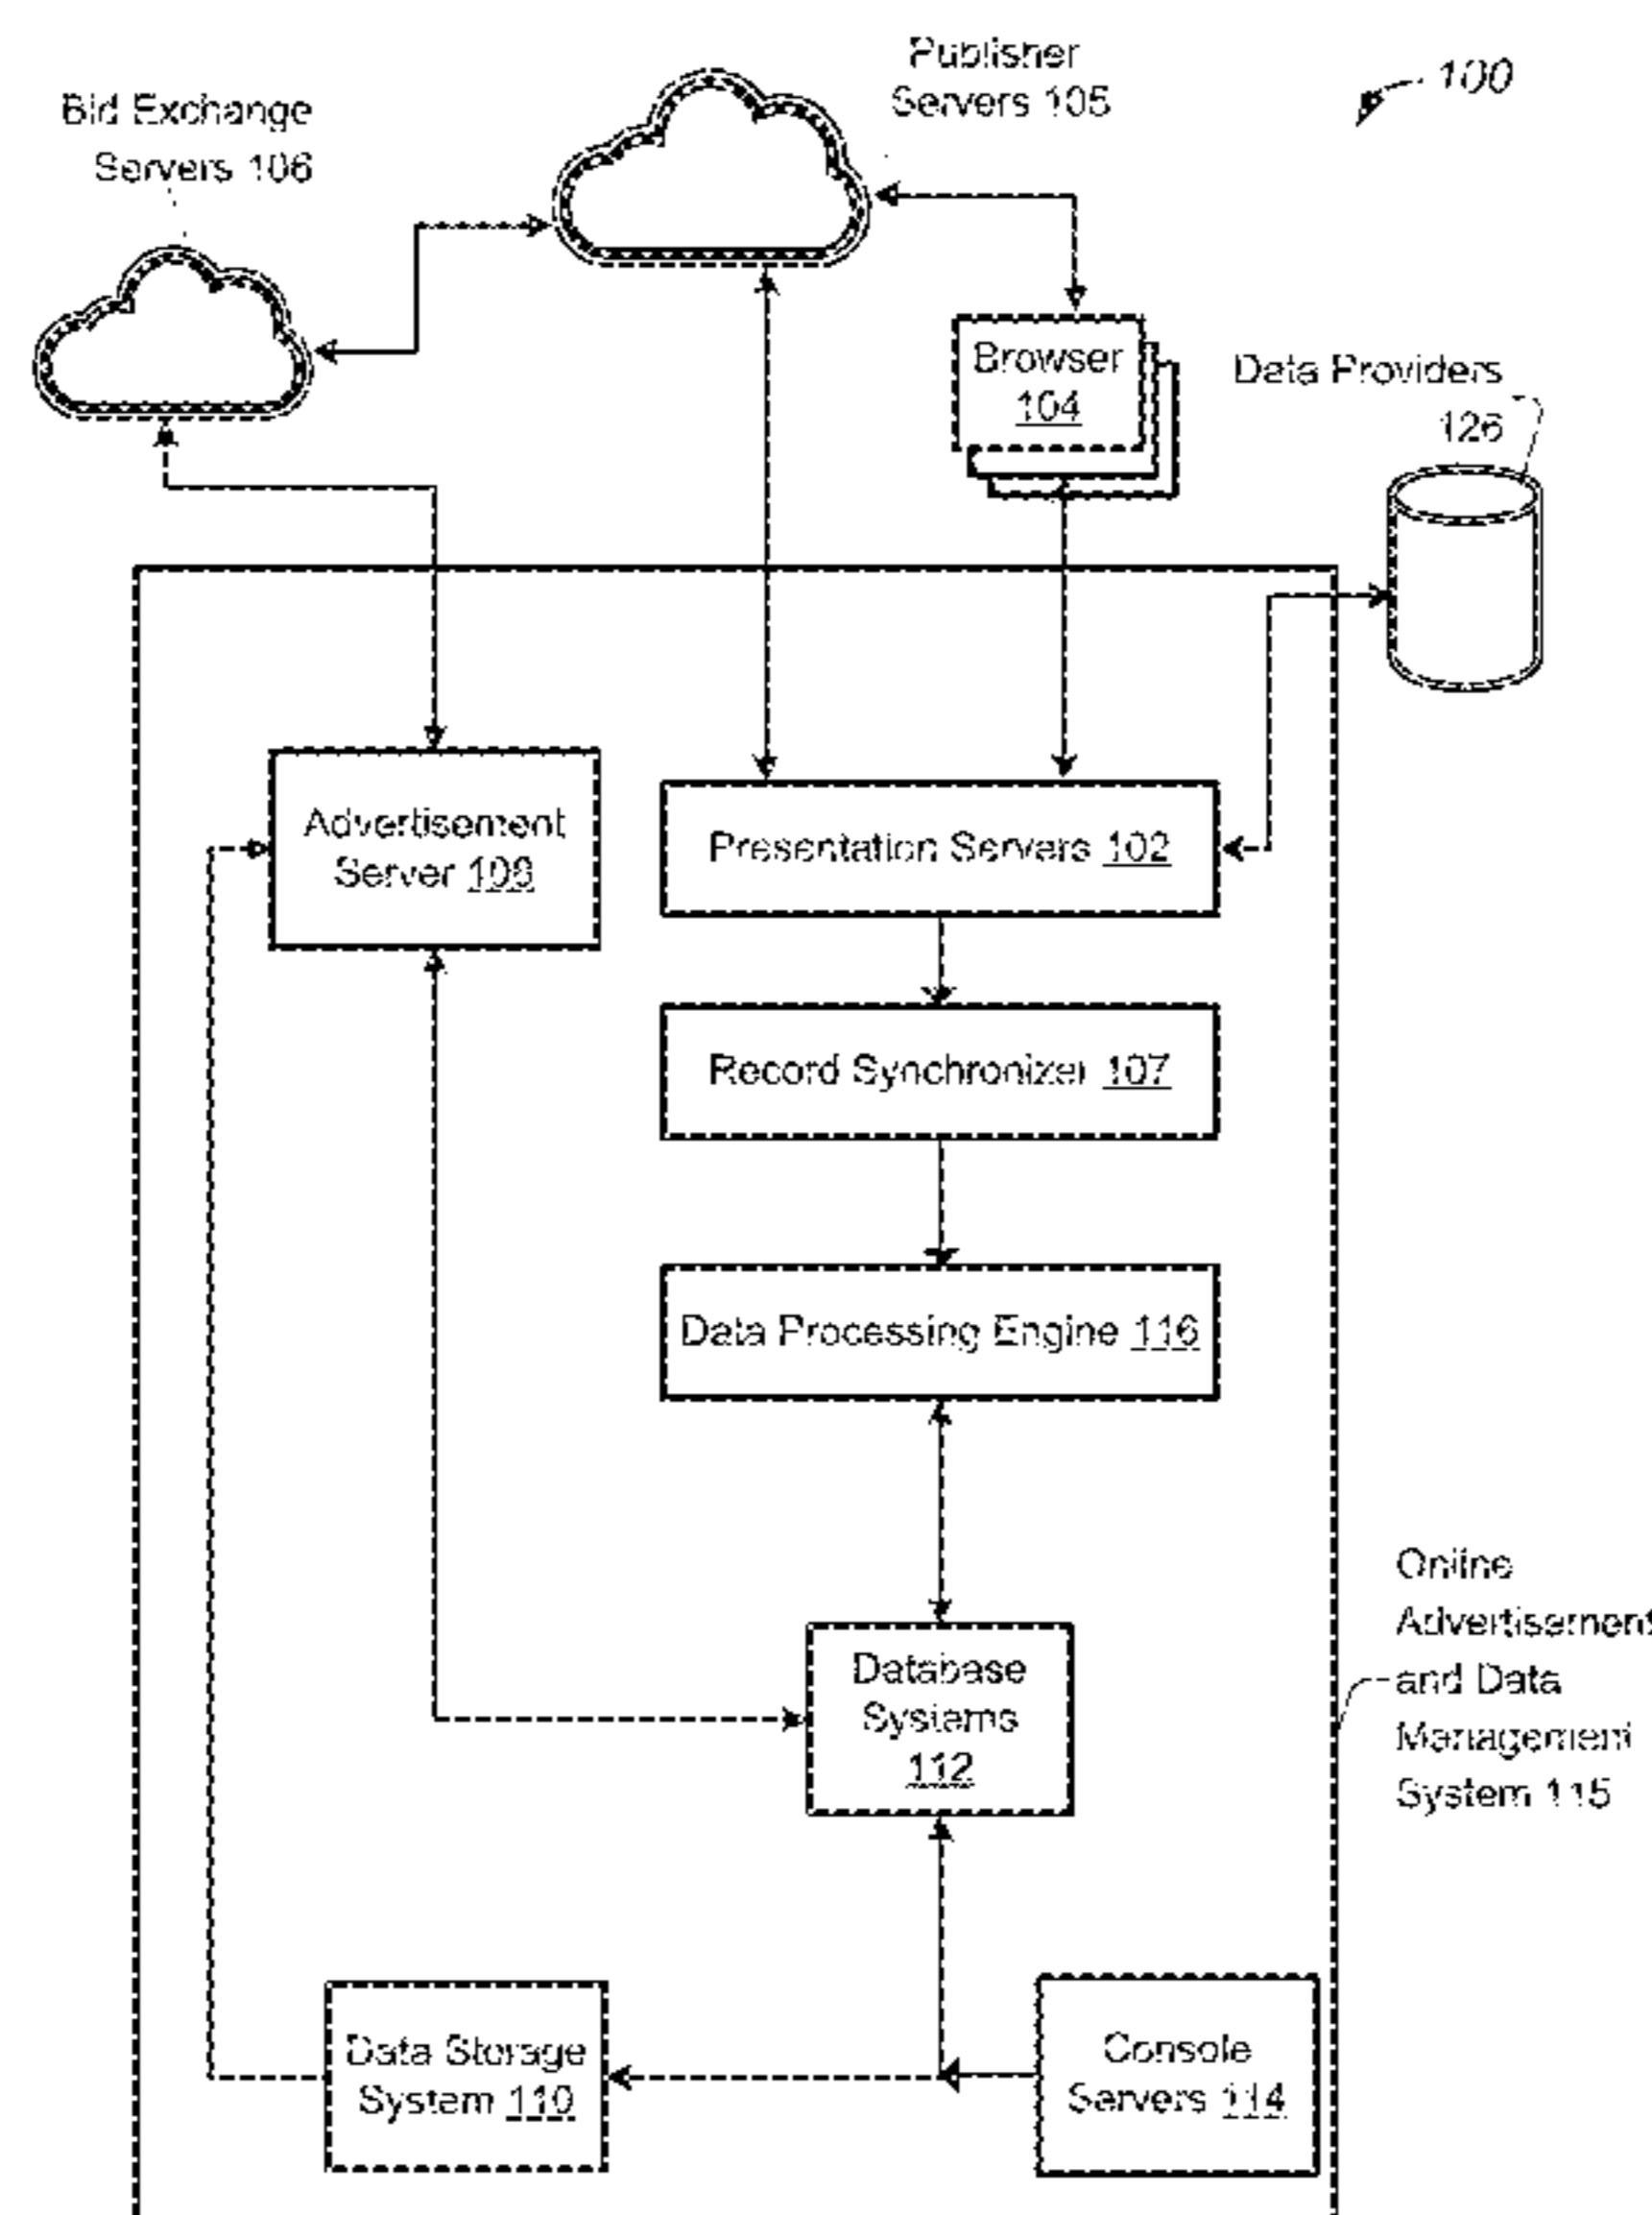 Publisher
Servers 105
100
Bid Exchange
Servers 106
Browser
104
Data Providers
126
Advertisement
Server 108
Presentation Servers 102
Record Synchronizer 107
Data Processing Engine 116
Database
Systems
112
Online
Advertisement
and Data
Management
System 115
Data Storage
System 110
Console
Servers 114